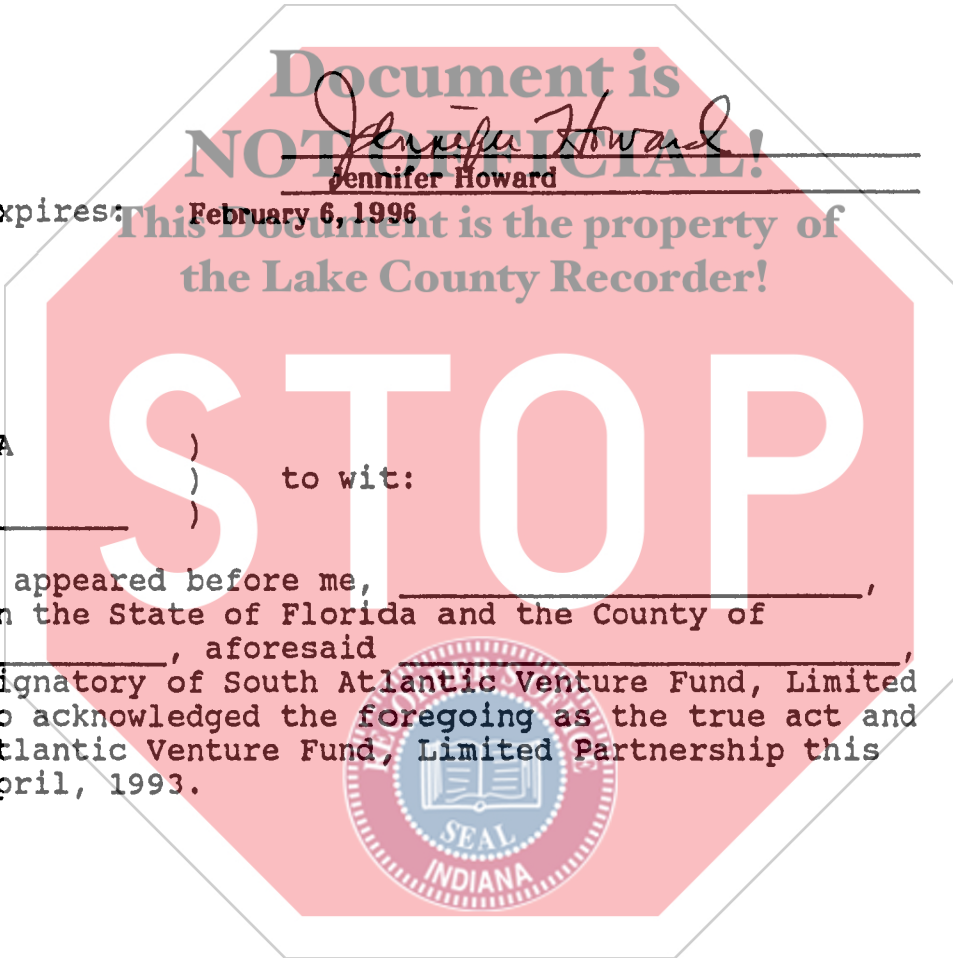 Document is
NOT OFFICIAL!
Jennifer Howard
Jennifer Howard
xpires: February 6, 1996
This Document is the property of
the Lake County Recorder!
STOP
A )
) to wit:
)
appeared before me, ,
n the State of Florida and the County of
, aforesaid ,
ignatory of South Atlantic Venture Fund, Limited
o acknowledged the foregoing as the true act and
tlantic Venture Fund, Limited Partnership this
pril, 1993.
RECORDER'S OFFICE
SEAL
INDIANA